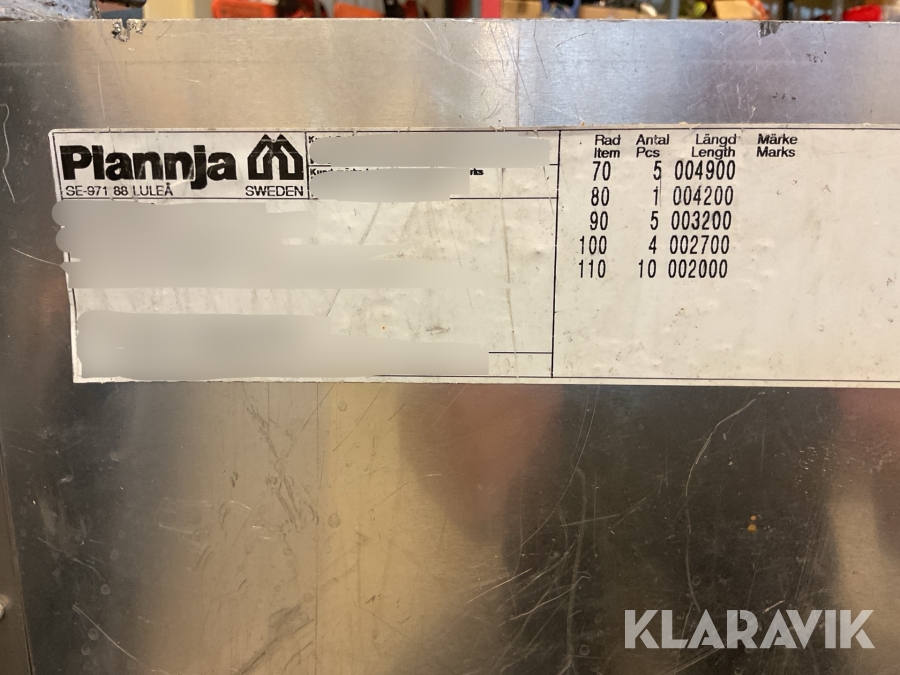 Plannja
SE-971 88 LULEÅ SWEDEN
Rad Antal Längd Märke
Item Pcs Length Marks
70 5 004900
80 1 004200
90 5 003200
100 4 002700
110 10 002000
KLARAVIK